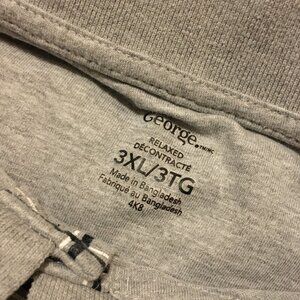 George.
RELAXED
DÉCONTRACTÉ
3XL/3TG
Made in Bangladesh
Fabriqué au Bangladesh
4K8